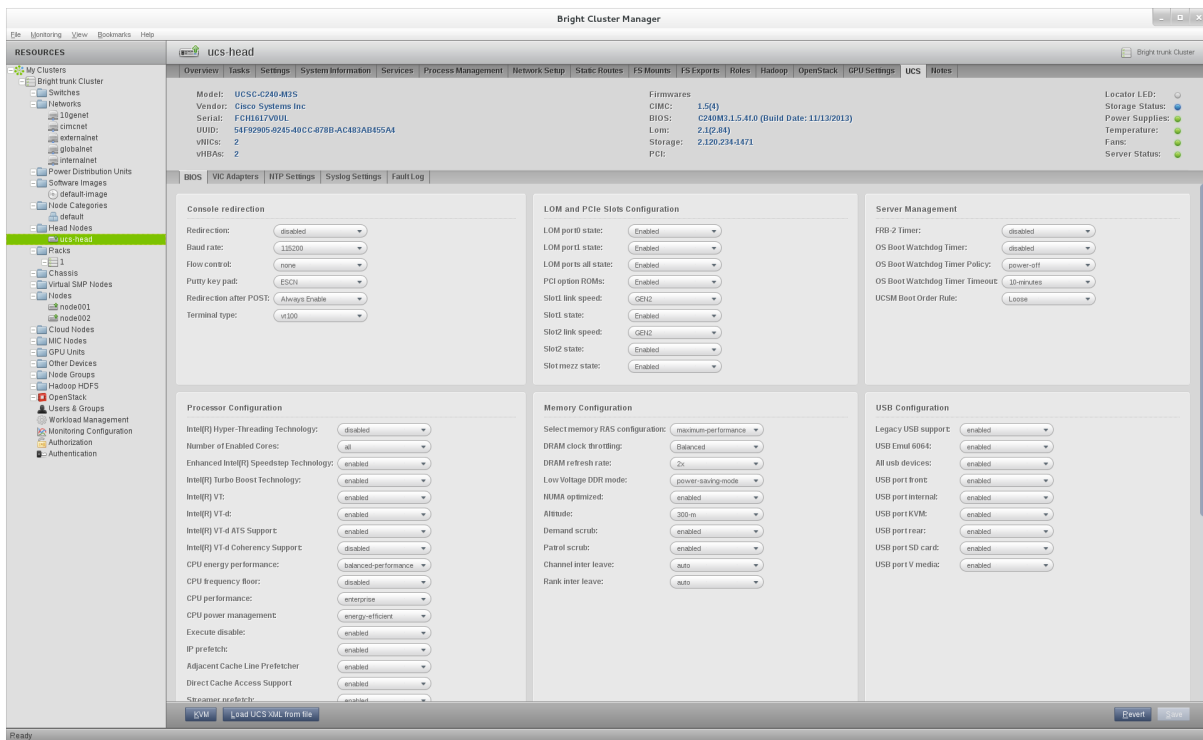 Bright Cluster Manager
File Monitoring View Bookmarks Help
RESOURCES
My Clusters
Bright trunk Cluster
Switches
Networks
10genet
cimcnet
externalnet
globalnet
internalnet
Power Distribution Units
Software Images
default-image
Node Categories
default
Head Nodes
ucs-head
Racks
1
Chassis
Virtual SMP Nodes
Nodes
node001
node002
Cloud Nodes
MIC Nodes
GPU Units
Other Devices
Node Groups
Hadoop HDFS
OpenStack
Users & Groups
Workload Management
Monitoring Configuration
Authorization
Authentication
ucs-head
Bright trunk Cluster
Overview Tasks Settings System Information Services Process Management Network Setup Static Routes FS Mounts FS Exports Roles Hadoop OpenStack GPU Settings UCS Notes
Model: UCSC-C240-M3S
Vendor: Cisco Systems Inc
Serial: FCH1617V0UL
UUID: 54F92905-9245-40CC-878B-AC483AB455A4
vNICs: 2
vHBAs: 2
Firmwares
CIMC: 1.5(4)
BIOS: C240M3.1.5.4f.0 (Build Date: 11/13/2013)
Lom: 2.1(2.84)
Storage: 2.120.234-1471
PCI:
Locator LED:
Storage Status:
Power Supplies:
Temperature:
Fans:
Server Status:
BIOS VIC Adapters NTP Settings Syslog Settings Fault Log
Console redirection
Redirection: disabled
Baud rate: 115200
Flow control: none
Putty key pad: ESCN
Redirection after POST: Always Enable
Terminal type: vt100
LOM and PCIe Slots Configuration
LOM port0 state: Enabled
LOM port1 state: Enabled
LOM ports all state: Enabled
PCI option ROMs: Enabled
Slot1 link speed: GEN2
Slot1 state: Enabled
Slot2 link speed: GEN2
Slot2 state: Enabled
Slot mezz state: Enabled
Server Management
FRB-2 Timer: disabled
OS Boot Watchdog Timer: disabled
OS Boot Watchdog Timer Policy: power-off
OS Boot Watchdog Timer Timeout: 10-minutes
UCSM Boot Order Rule: Loose
Processor Configuration
Intel(R) Hyper-Threading Technology: disabled
Number of Enabled Cores: all
Enhanced Intel(R) Speedstep Technology: enabled
Intel(R) Turbo Boost Technology: enabled
Intel(R) VT: enabled
Intel(R) VT-d: enabled
Intel(R) VT-d ATS Support: enabled
Intel(R) VT-d Coherency Support: disabled
CPU energy performance: balanced-performance
CPU frequency floor: disabled
CPU performance: enterprise
CPU power management: energy-efficient
Execute disable: enabled
IP prefetch: enabled
Adjacent Cache Line Prefetcher enabled
Direct Cache Access Support enabled
Streamer prefetch: enabled
Memory Configuration
Select memory RAS configuration: maximum-performance
DRAM clock throttling: Balanced
DRAM refresh rate: 2x
Low Voltage DDR mode: power-saving-mode
NUMA optimized: enabled
Altitude: 300-m
Demand scrub: enabled
Patrol scrub: enabled
Channel inter leave: auto
Rank inter leave: auto
USB Configuration
Legacy USB support: enabled
USB Emul 6064: enabled
All usb devices: enabled
USB port front: enabled
USB port internal: enabled
USB port KVM: enabled
USB port rear: enabled
USB port SD card: enabled
USB port V media: enabled
KVM Load UCS XML from file
Revert Save
Ready